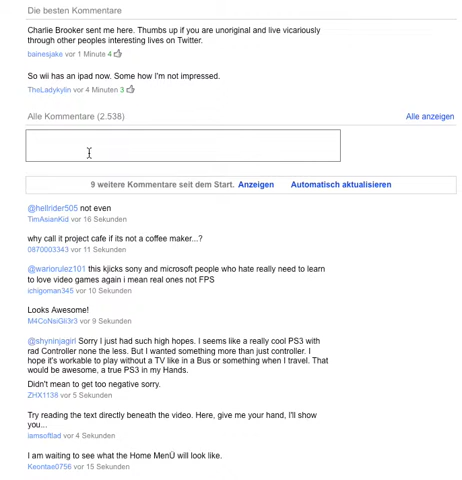 Die besten Kommentare
Charlie Brooker sent me here. Thumbs up if you are unoriginal and live vicariously
through other peoples interesting lives on Twitter.
bainesjake vor 1 Minute 4
So wii has an ipad now. Some how I'm not impressed.
TheLadykylin vor 4 Minuten 3
Alle Kommentare (2.538) Alle anzeigen
9 weitere Kommentare seit dem Start. Anzeigen Automatisch aktualisieren
@hellrider505 not even
TimAsianKid vor 16 Sekunden
why call it project cafe if its not a coffee maker...?
0870003343 vor 11 Sekunden
@wariorulez101 this kjicks sony and microsoft people who hate really need to learn
to love video games again i mean real ones not FPS
ichigoman345 vor 10 Sekunden
Looks Awesome!
M4CoNsiGli3r3 vor 9 Sekunden
@shyninjagirl Sorry I just had such high hopes. I seems like a really cool PS3 with
rad Controller none the less. But I wanted something more than just controller. I
hope it's workable to play without a TV like in a Bus or something when I travel. That
would be awesome, a true PS3 in my Hands.
Didn't mean to get too negative sorry.
ZHX1138 vor 5 Sekunden
Try reading the text directly beneath the video. Here, give me your hand, I'll show
you...
iamsoftlad vor 4 Sekunden
I am waiting to see what the Home MenÜ will look like.
Keontae0756 vor 15 Sekunden